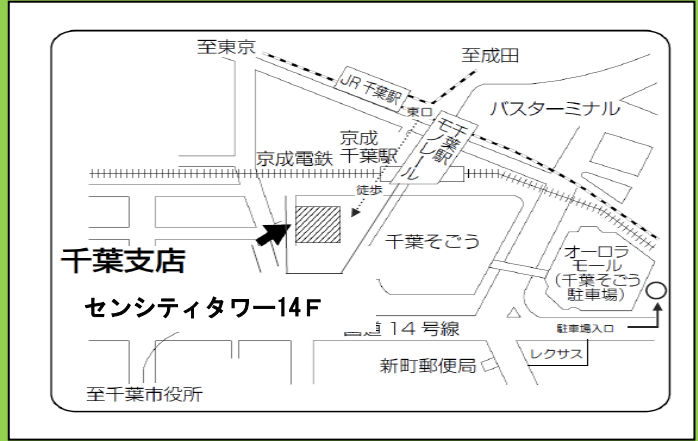 至東京
至成田
JR千葉駅
東口
バスターミナル
千葉駅
モノレール
京成
千葉駅
京成電鉄
徒歩
千葉支店
千葉そごう
オーロラ
モール
(千葉そごう
駐車場)
センシティタワー14F
14号線
駐車場入口
レクサス
新町郵便局
至千葉市役所